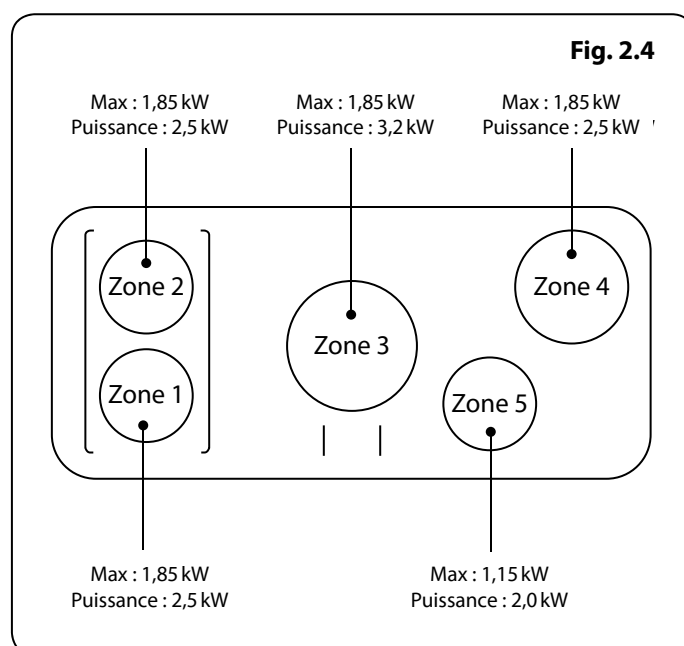 Fig. 2.4
Max : 1,85 kW
Puissance : 2,5 kW
Max : 1,85 kW
Puissance : 3,2 kW
Max : 1,85 kW
Puissance : 2,5 kW
Zone 2
Zone 4
Zone 3
Zone 1
Zone 5
Max : 1,85 kW
Puissance : 2,5 kW
Max : 1,15 kW
Puissance : 2,0 kW